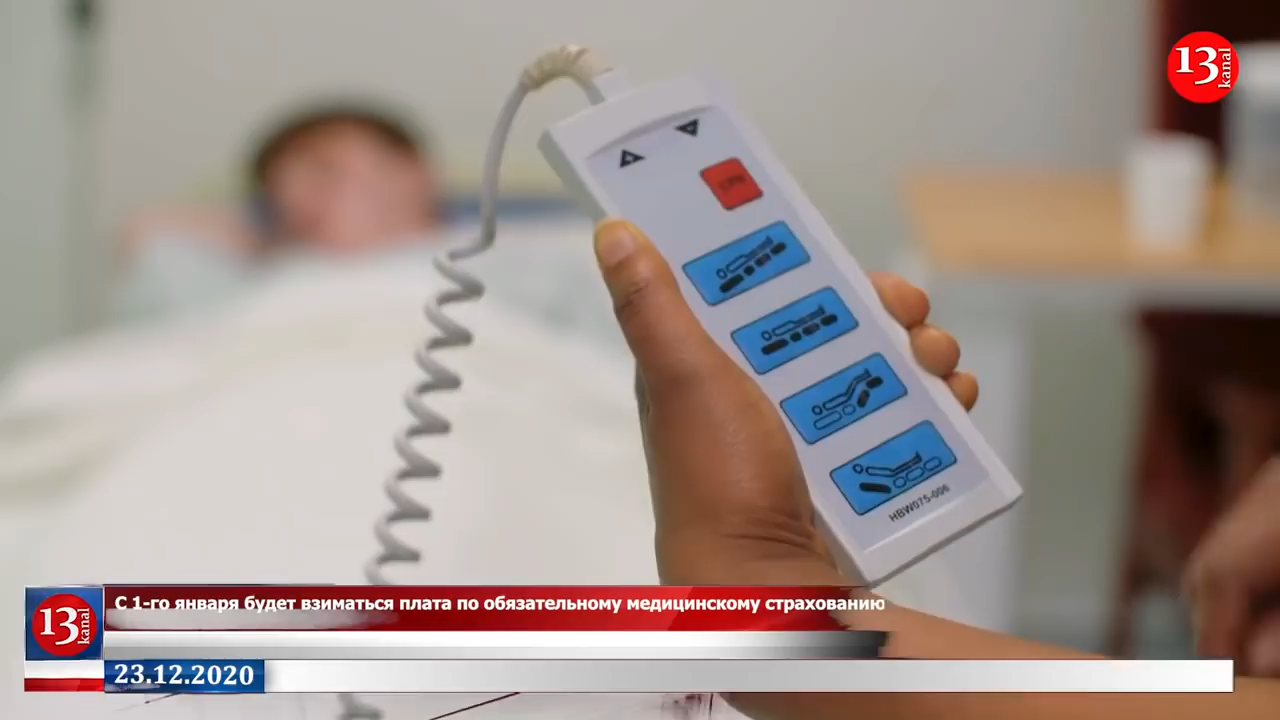 13
kanal
HBW075-006
С 1-го января будет взиматься плата по обязательному медицинскому страхованию
13
kanal
23.12.2020